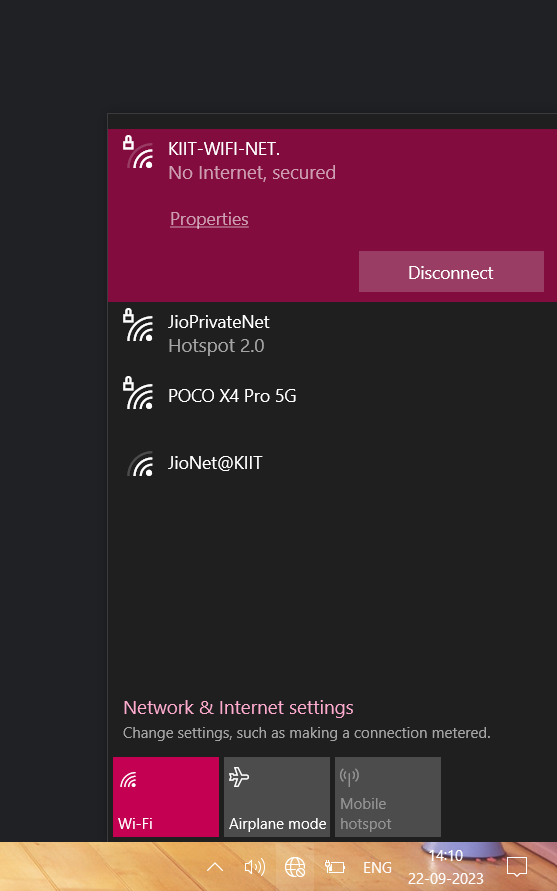 KIIT-WIFI-NET.
No Internet, secured
Properties
Disconnect
JioPrivateNet
Hotspot 2.0
POCO X4 Pro 5G
JioNet@KIIT
Network & Internet settings
Change settings, such as making a connection metered.
Wi-Fi
Airplane mode
Mobile
hotspot
ENG
14:10
22-09-2023